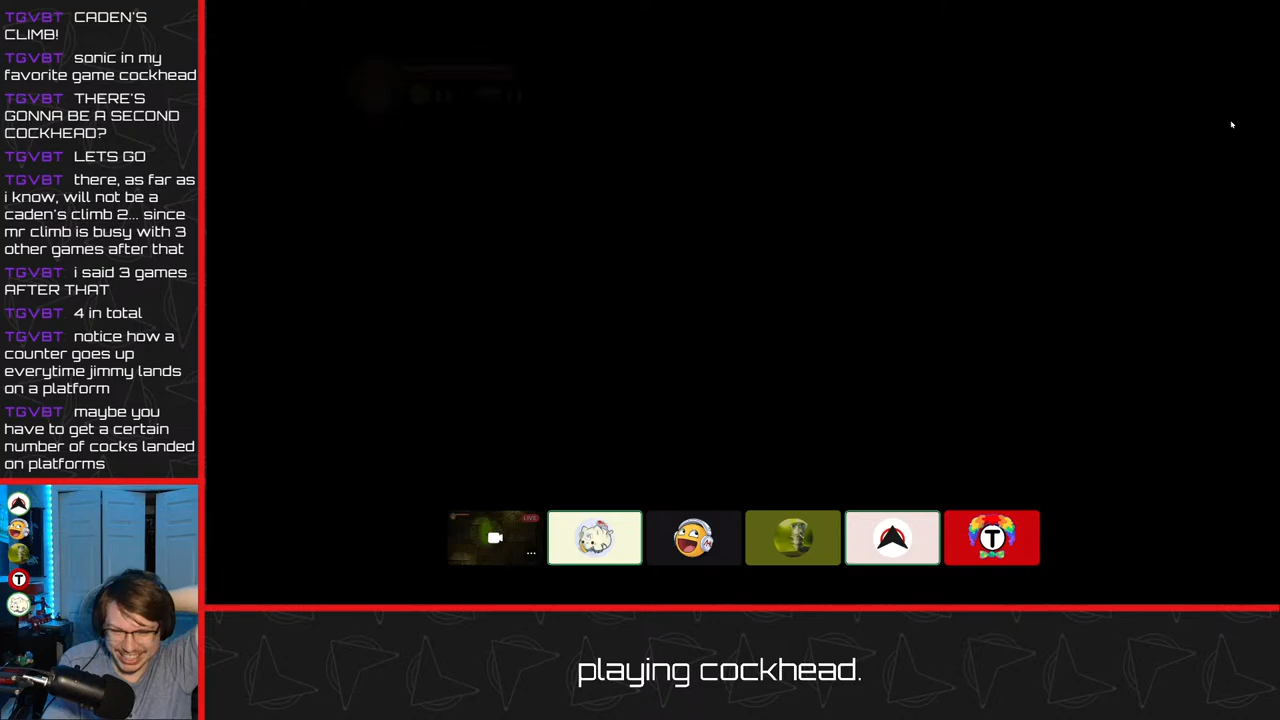 TGVBT CADEN'S
CLIMB!
TGVBT sonic in my
favorite game cockhead
TGVBT THERE'S
GONNA BE A SECOND
COCKHEAD?
TGVBT LETS GO
TGVBT there, as far as
i know, will not be a
caden's climb 2... since
mr climb is busy with 3
other games after that
TGVBT i said 3 games
AFTER THAT
TGVBT 4 in total
TGVBT notice how a
counter goes up
everytime jimmy lands
on a platform
TGVBT maybe you
have to get a certain
number of cocks landed
on platforms
LIVE
T
T
playing cockhead.